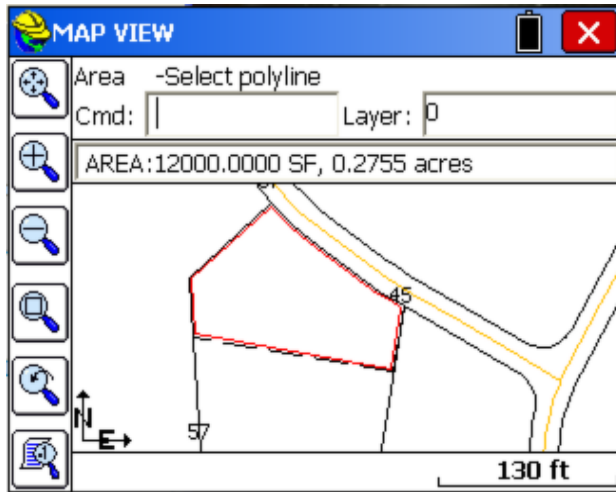 MAP VIEW
Area -Select polyline
Cmd: Layer: 0
AREA:12000.0000 SF, 0.2755 acres
45
57
N
E
130 ft